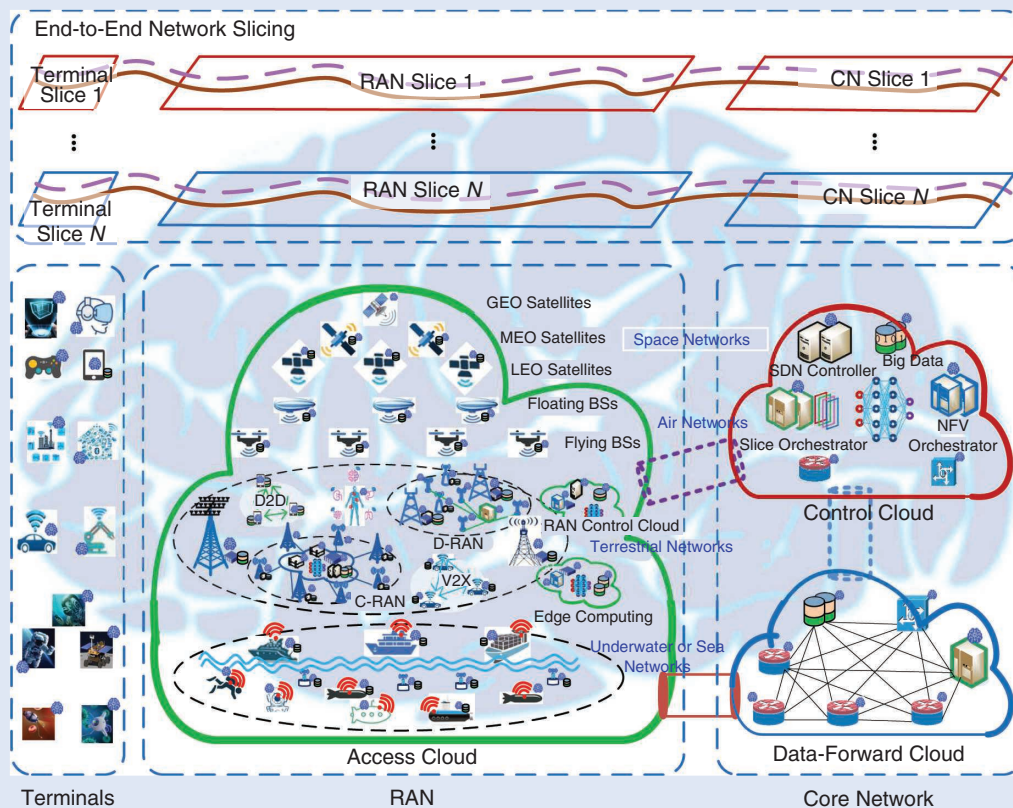 End-to-End Network Slicing
Terminal
Slice 1
RAN Slice 1
CN Slice 1
Terminal
Slice N
RAN Slice N
CN Slice N
GEO Satellites
MEO Satellites
LEO Satellites
Floating BSs
Flying BSs
Space Networks
Air Networks
D2D
D-RAN
RAN Control Cloud
Terrestrial Networks
C-RAN
V2X
Edge Computing
Underwater or Sea
Networks
Access Cloud
SDN Controller
Big Data
Slice Orchestrator
NFV
Orchestrator
Control Cloud
Data-Forward Cloud
Terminals
RAN
Core Network